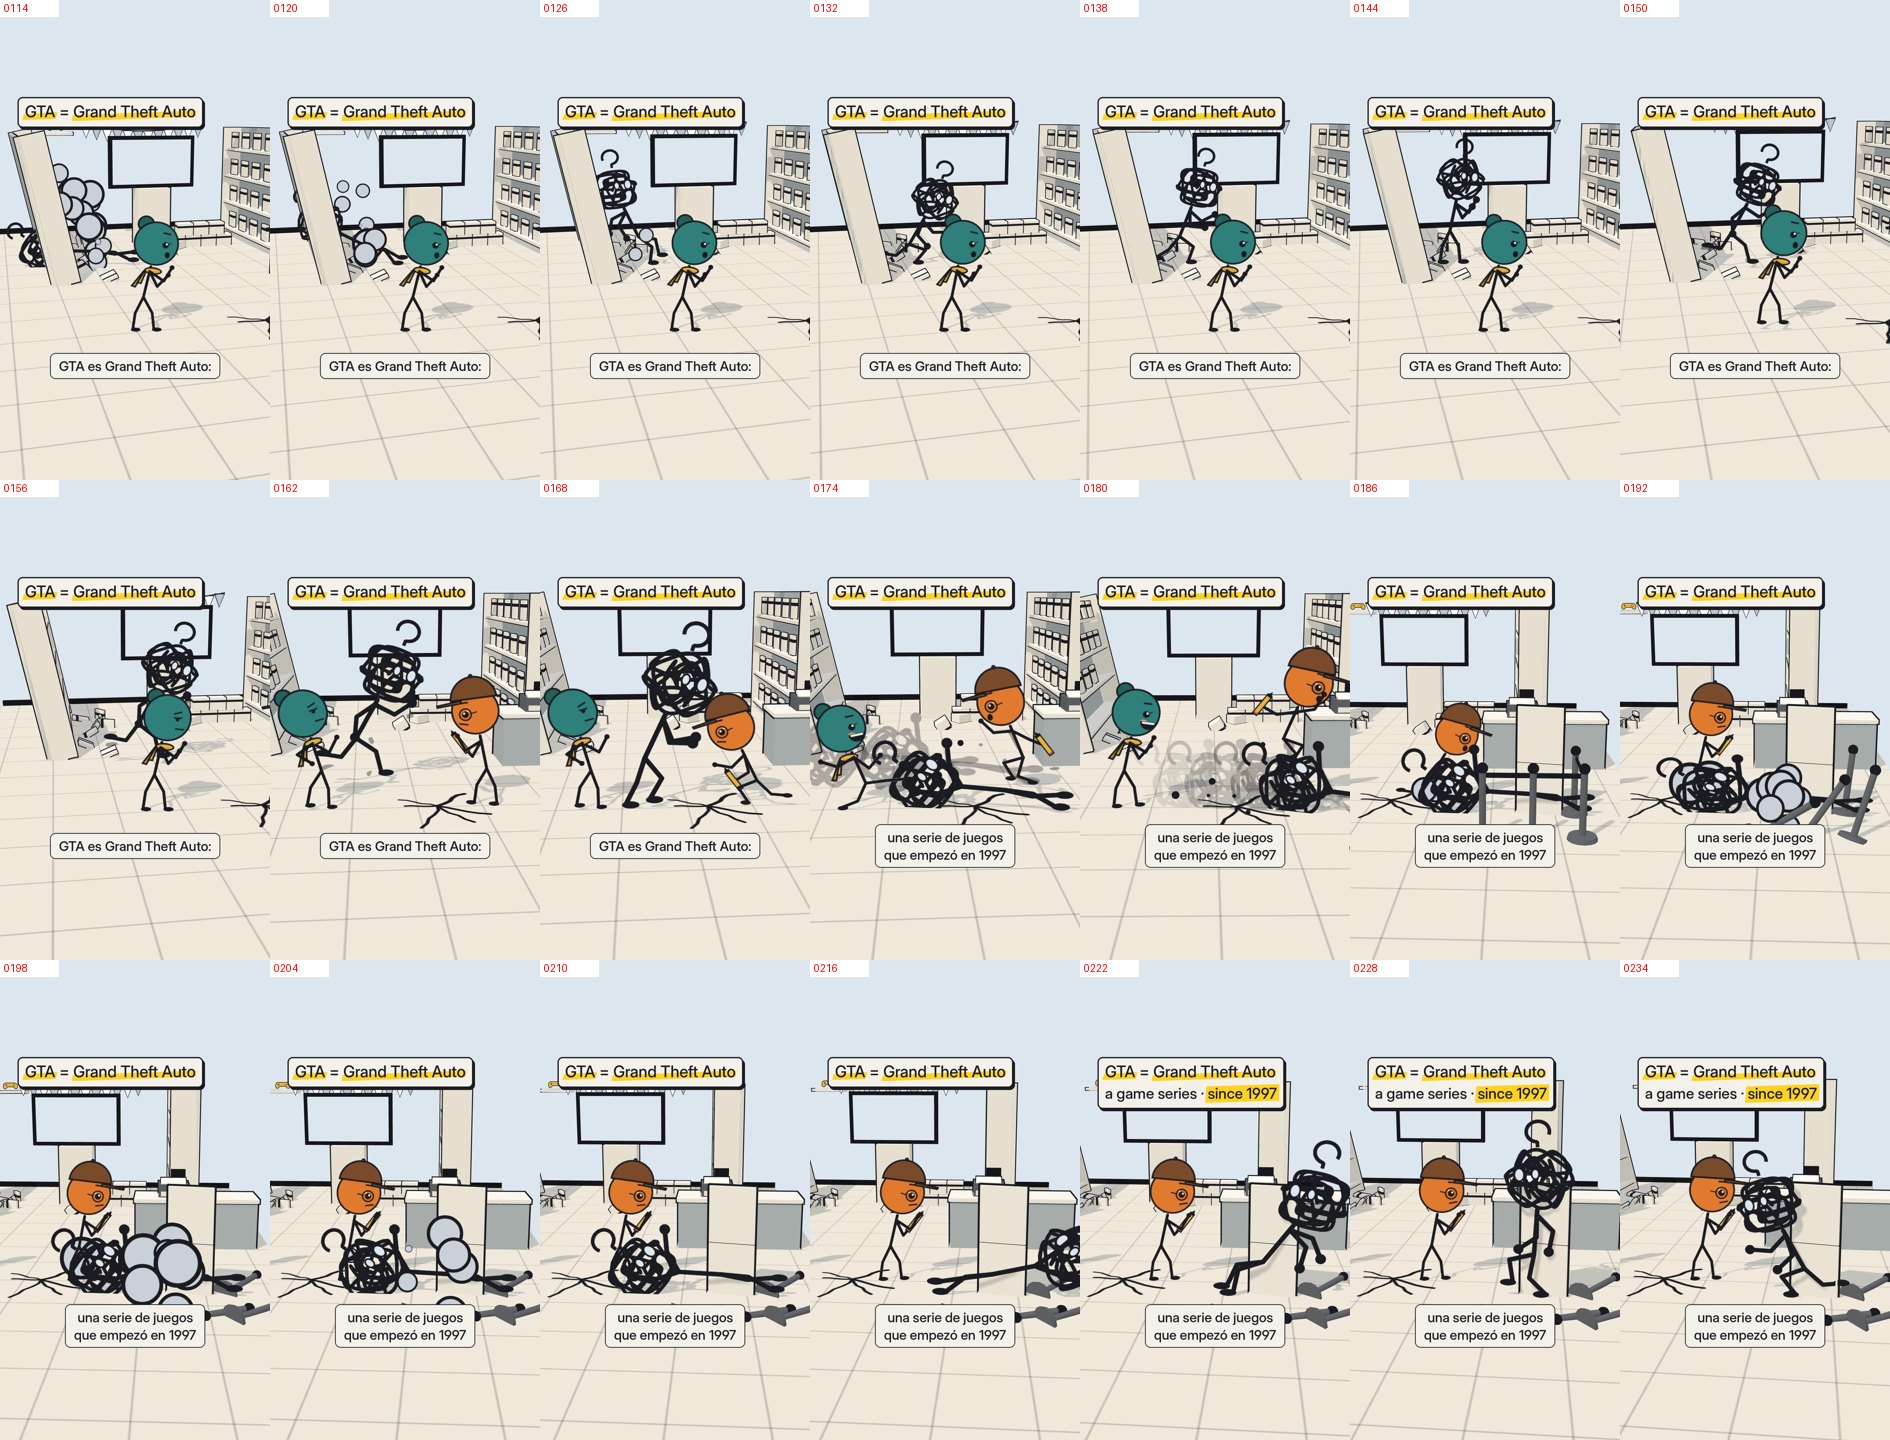 0114
0120
0126
0132
0138
0144
0150
GTA = Grand Theft Auto
GTA = Grand Theft Auto
GTA = Grand Theft Auto
GTA = Grand Theft Auto
GTA = Grand Theft Auto
GTA = Grand Theft Auto
GTA = Grand Theft Auto
GTA es Grand Theft Auto:
GTA es Grand Theft Auto:
GTA es Grand Theft Auto:
GTA es Grand Theft Auto:
GTA es Grand Theft Auto:
GTA es Grand Theft Auto:
GTA es Grand Theft Auto:
0156
0162
0168
0174
0180
0186
0192
GTA = Grand Theft Auto
GTA = Grand Theft Auto
GTA = Grand Theft Auto
GTA = Grand Theft Auto
GTA = Grand Theft Auto
GTA = Grand Theft Auto
GTA = Grand Theft Auto
GTA es Grand Theft Auto:
GTA es Grand Theft Auto:
GTA es Grand Theft Auto:
una serie de juegos
que empezó en 1997
una serie de juegos
que empezó en 1997
una serie de juegos
que empezó en 1997
una serie de juegos
que empezó en 1997
0198
0204
0210
0216
0222
0228
0234
GTA = Grand Theft Auto
GTA = Grand Theft Auto
GTA = Grand Theft Auto
GTA = Grand Theft Auto
GTA = Grand Theft Auto
a game series · since 1997
GTA = Grand Theft Auto
a game series · since 1997
GTA = Grand Theft Auto
a game series · since 1997
una serie de juegos
que empezó en 1997
una serie de juegos
que empezó en 1997
una serie de juegos
que empezó en 1997
una serie de juegos
que empezó en 1997
una serie de juegos
que empezó en 1997
una serie de juegos
que empezó en 1997
una serie de juegos
que empezó en 1997